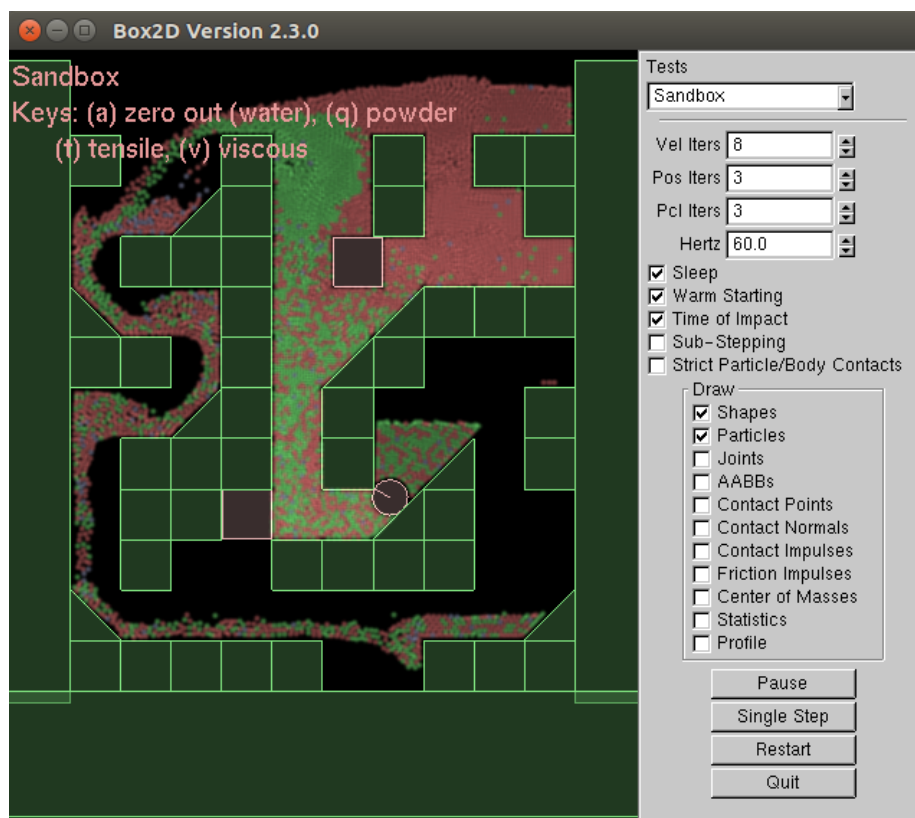 Box2D Version 2.3.0
Sandbox
Keys: (a) zero out (water), (q) powder
(t) tensile, (v) viscous
Tests
Sandbox
Vel Iters 8
Pos Iters 3
Pcl Iters 3
Hertz 60.0
Sleep
Warm Starting
Time of Impact
Sub-Stepping
Strict Particle/Body Contacts
Draw
Shapes
Particles
Joints
AABBs
Contact Points
Contact Normals
Contact Impulses
Friction Impulses
Center of Masses
Statistics
Profile
Pause
Single Step
Restart
Quit